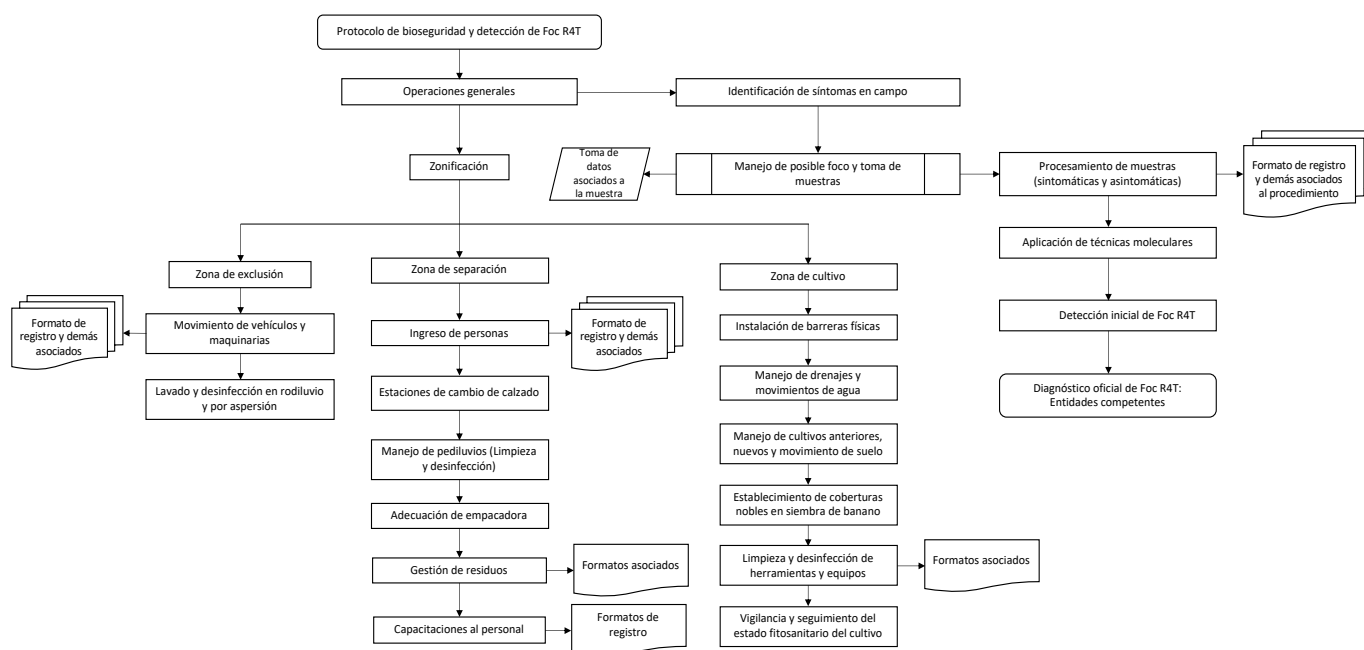 Protocolo de bioseguridad y detección de Foc R4T
Operaciones generales
Identificación de síntomas en campo
Zonificación
Toma de
datos
asociados a
la muestra
Manejo de posible foco y toma de
muestras
Procesamiento de muestras
(sintomáticas y asintomáticas)
Formato de registro
y demás asociados
al procedimiento
Aplicación de técnicas moleculares
Detección inicial de Foc R4T
Diagnóstico oficial de Foc R4T:
Entidades competentes
Zona de exclusión
Movimiento de vehículos y
maquinarias
Formato de
registro y demás
asociados
Lavado y desinfección en rodiluvio
y por aspersión
Zona de separación
Ingreso de personas
Formato de
registro y demás
asociados
Estaciones de cambio de calzado
Manejo de pediluvios (Limpieza
y desinfección)
Adecuación de empacadora
Gestión de residuos
Formatos asociados
Capacitaciones al personal
Formatos de
registro
Zona de cultivo
Instalación de barreras físicas
Manejo de drenajes y
movimientos de agua
Manejo de cultivos anteriores,
nuevos y movimiento de suelo
Establecimiento de coberturas
nobles en siembra de banano
Limpieza y desinfección de
herramientas y equipos
Formatos asociados
Vigilancia y seguimiento del
estado fitosanitario del cultivo